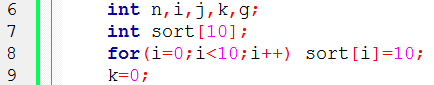 6 int n,i,j,k,g;
7 int sort[10];
8 for(i=0;i<10;i++) sort[i]=10;
9 k=0;